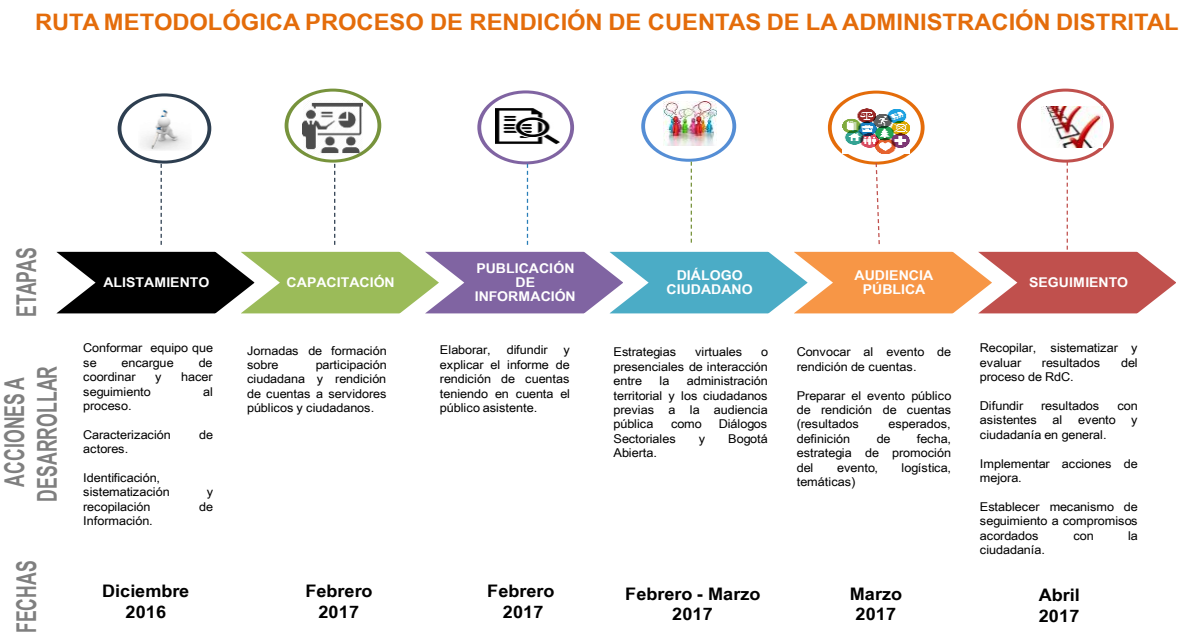 RUTA METODOLÓGICA PROCESO DE RENDICIÓN DE CUENTAS DE LA ADMINISTRACIÓN DISTRITAL
ETAPAS
ALISTAMIENTO
CAPACITACIÓN
PUBLICACIÓN
DE
INFORMACIÓN
DIÁLOGO
CIUDADANO
AUDIENCIA
PÚBLICA
SEGUIMIENTO
ACCIONES A
DESARROLLAR
Conformar equipo que
se encargue de
coordinar y hacer
seguimiento al
proceso.
Caracterización de
actores.
Identificación,
sistematización y
recopilación de
Información.
Jornadas de formación
sobre participación
ciudadana y rendición
de cuentas a servidores
públicos y ciudadanos.
Elaborar, difundir y
explicar el informe de
rendición de cuentas
teniendo en cuenta el
público asistente.
Estrategias virtuales o
presenciales de interacción
entre la administración
territorial y los ciudadanos
previas a la audiencia
pública como Diálogos
Sectoriales y Bogotá
Abierta.
Convocar al evento de
rendición de cuentas.
Preparar el evento público
de rendición de cuentas
(resultados esperados,
definición de fecha,
estrategia de promoción
del evento, logística,
temáticas)
Recopilar, sistematizar y
evaluar resultados del
proceso de RdC.
Difundir resultados con
asistentes al evento y
ciudadanía en general.
Implementar acciones de
mejora.
Establecer mecanismo de
seguimiento a compromisos
acordados con la
ciudadanía.
FECHAS
Diciembre
2016
Febrero
2017
Febrero
2017
Febrero - Marzo
2017
Marzo
2017
Abril
2017